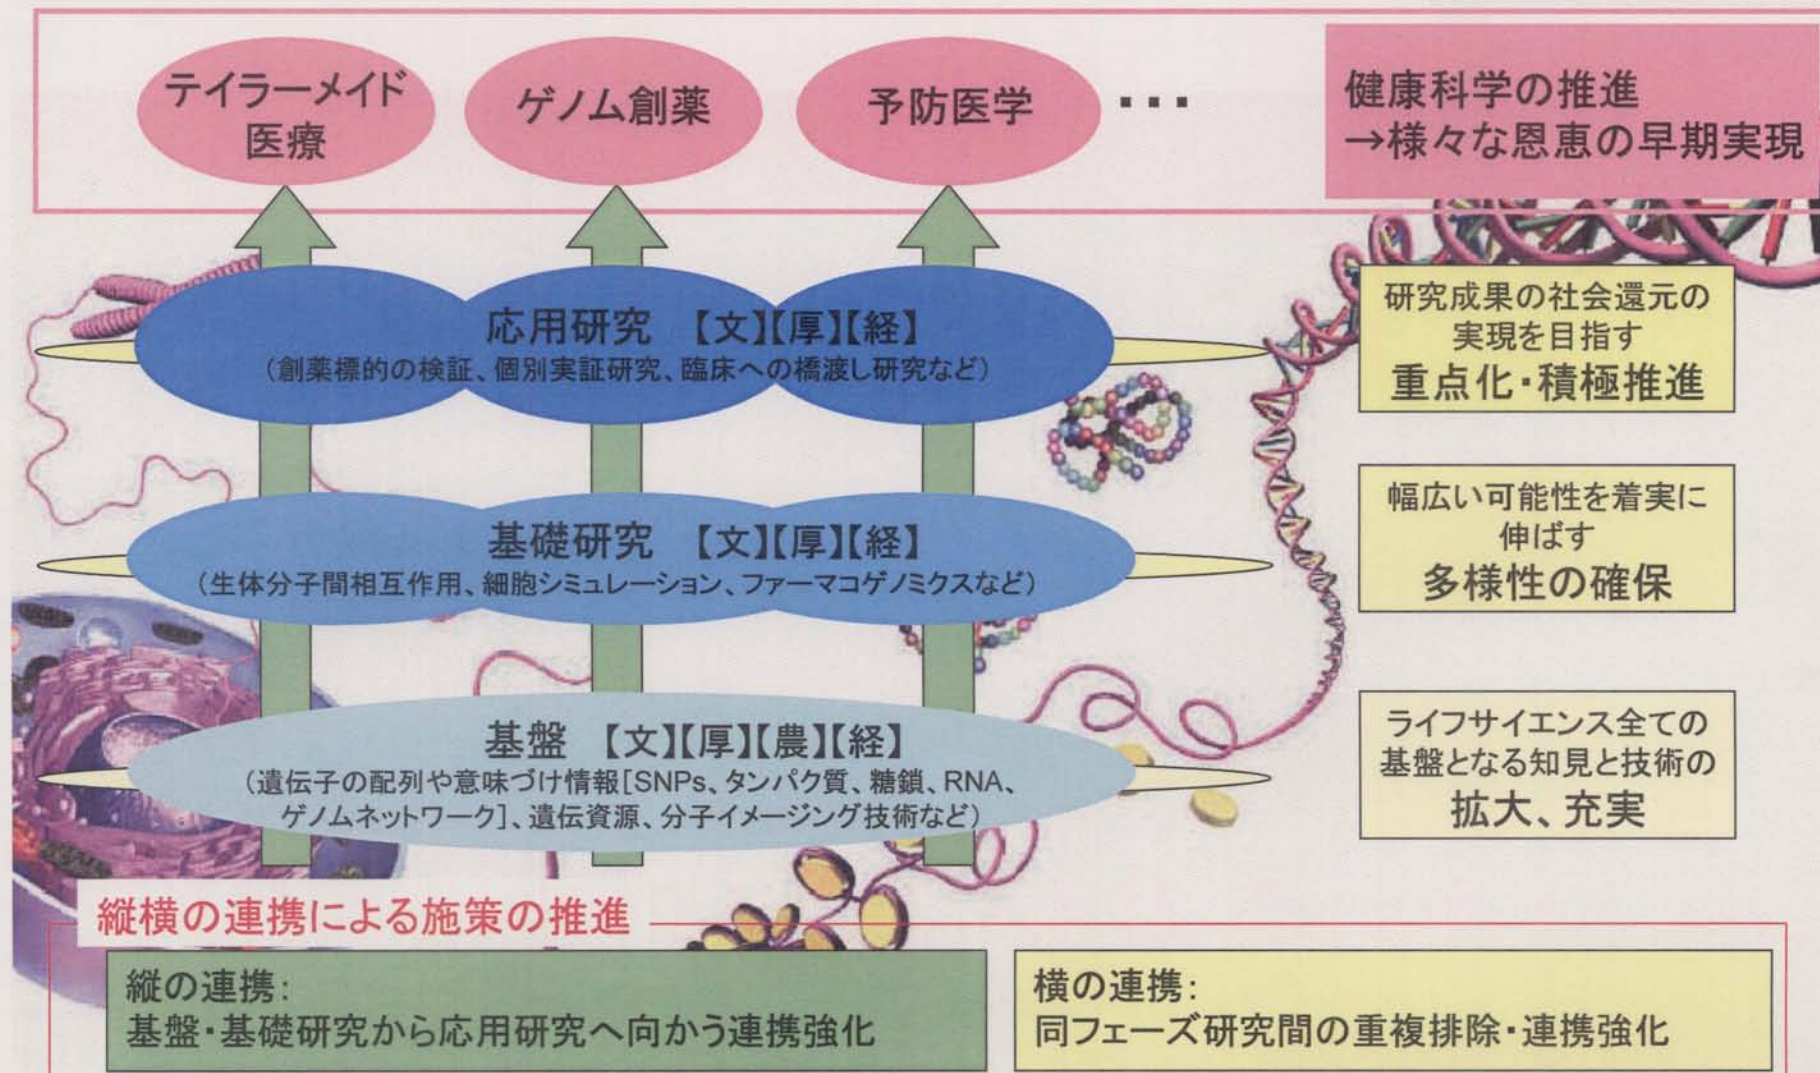 テイラーメイド
医療
ゲノム創薬
予防医学
・・・
健康科学の推進
→様々な恩恵の早期実現
応用研究 【文】【厚】【経】
(創薬標的の検証、個別実証研究、臨床への橋渡し研究など)
研究成果の社会還元の
実現を目指す
重点化・積極推進
基礎研究 【文】【厚】【経】
(生体分子間相互作用、細胞シミュレーション、ファーマコゲノミクスなど)
幅広い可能性を着実に
伸ばす
多様性の確保
基盤 【文】【厚】【農】【経】
(遺伝子の配列や意味づけ情報[SNPs、タンパク質、糖鎖、RNA、
ゲノムネットワーク]、遺伝資源、分子イメージング技術など)
ライフサイエンス全ての
基盤となる知見と技術の
拡大、充実
縦横の連携による施策の推進
縦の連携:
基盤・基礎研究から応用研究へ向かう連携強化
横の連携:
同フェーズ研究間の重複排除・連携強化